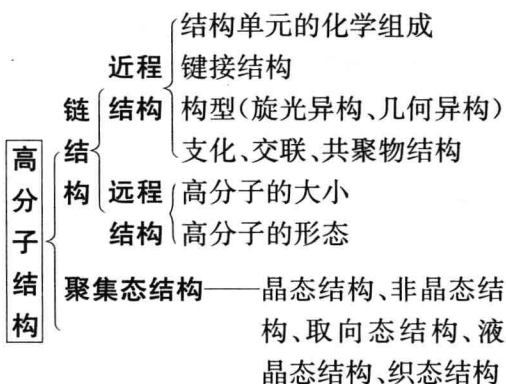 高分子结构
链结构
近程结构
结构单元的化学组成
键接结构
构型(旋光异构、几何异构)
支化、交联、共聚物结构
远程结构
高分子的大小
高分子的形态
聚集态结构——晶态结构、非晶态结
构、取向态结构、液
晶态结构、织态结构